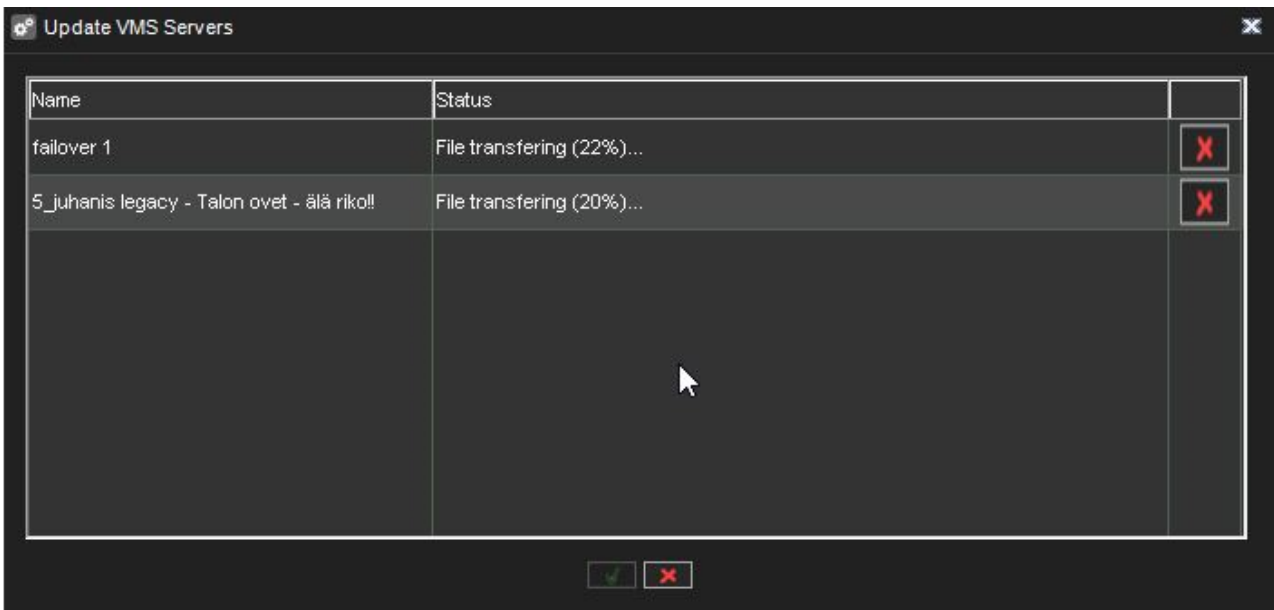 Update VMS Servers
Name Status
failover 1 File transfering (22%)...
5_juhanis legacy - Talon ovet - älä riko!! File transfering (20%)...